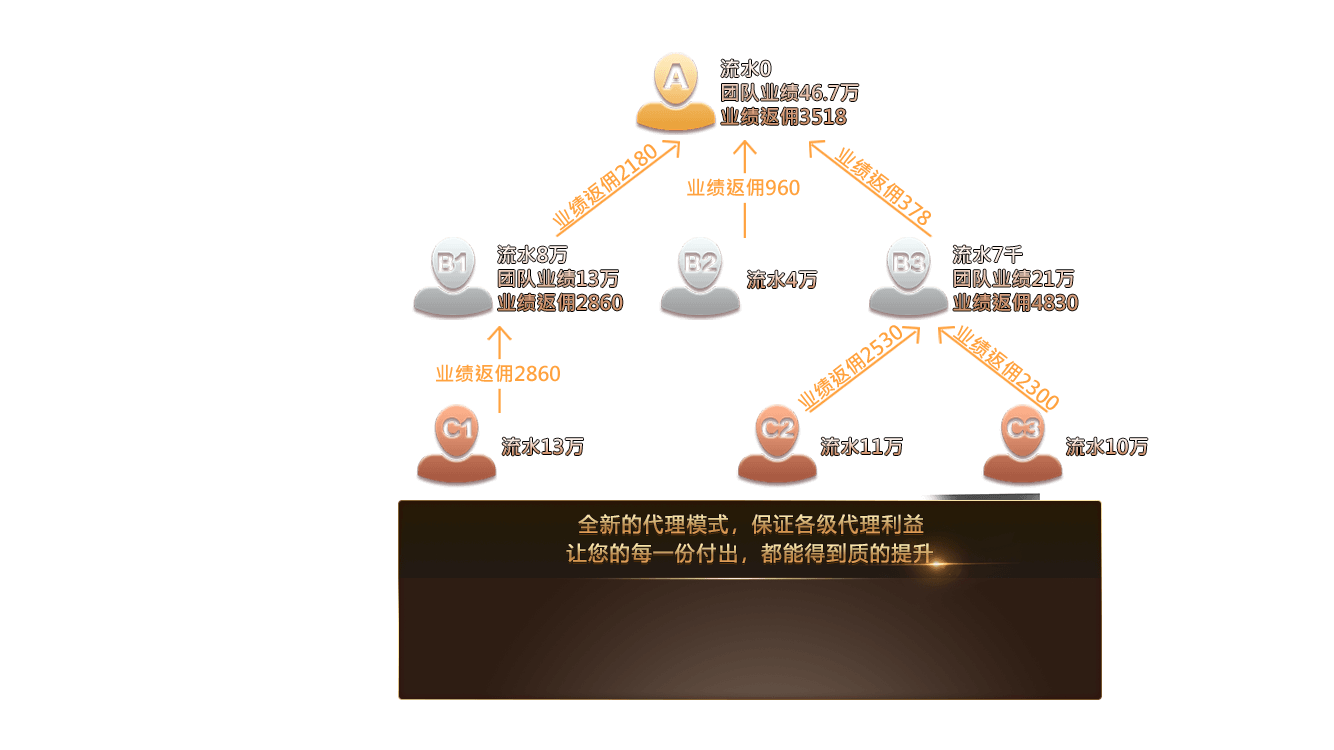 A
流水0
团队业绩46.7万
业绩返佣3518
业绩返佣2180
业绩返佣960
业绩返佣378
B1
流水8万
团队业绩13万
业绩返佣2860
B2
流水4万
B3
流水7千
团队业绩21万
业绩返佣4830
业绩返佣2860
业绩返佣2530
业绩返佣2300
C1
流水13万
C2
流水11万
C3
流水10万
全新的代理模式，保证各级代理利益
让您的每一份付出，都能得到质的提升